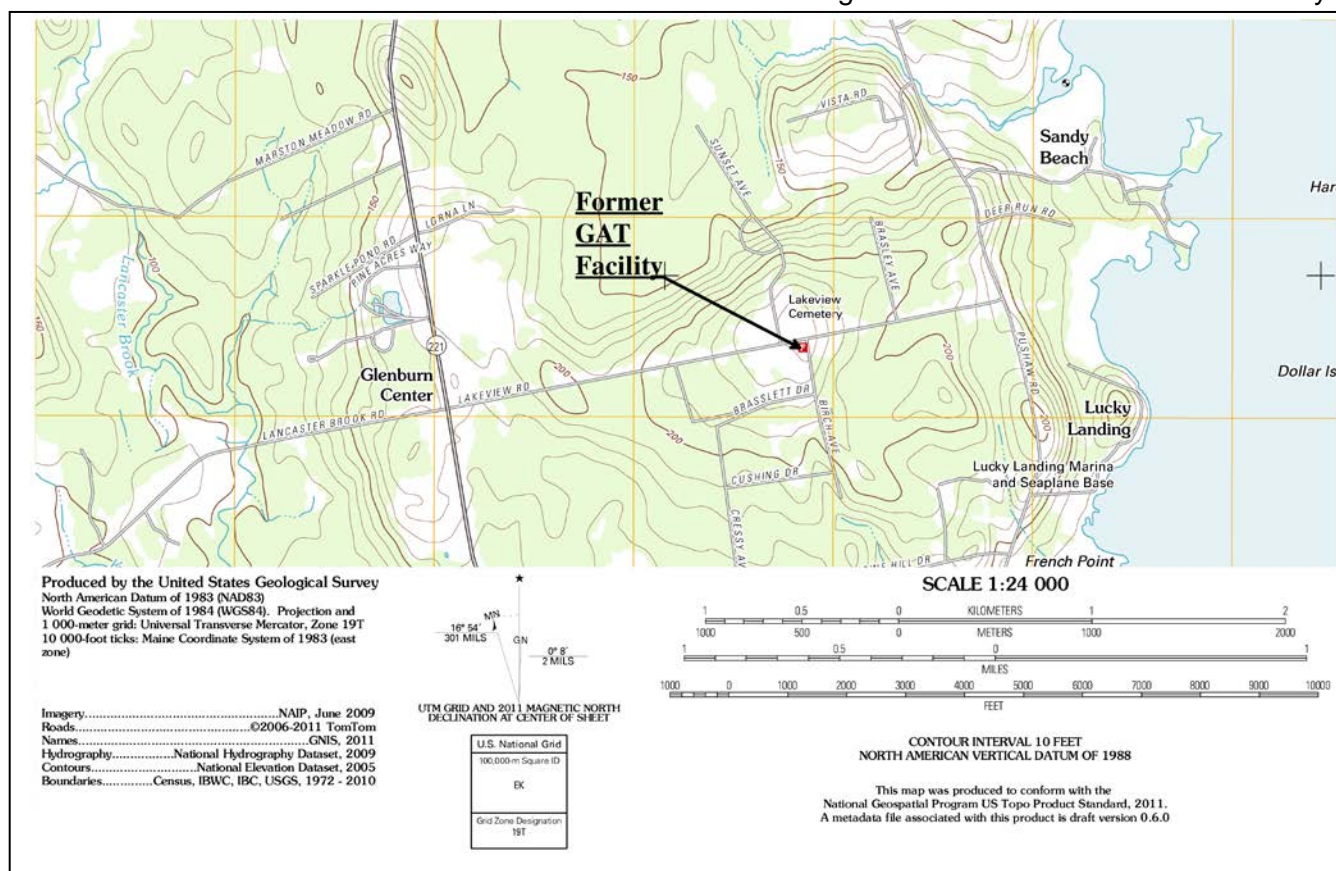 150
VISTA RD
Sandy
Beach
MARSTON MEADOW RD
SUNSET AVE
150
Har
Former
GAT
Facility
DEER RUN RD
150
LORNA LN
SPARKLE POND RD
PINE ACRES WAY
BRASLEY AVE
100
Lancaster Brook
Lakeview
Cemetery
221
PUSHAW RD
200
Dollar Is
Glenburn
Center
200
LAKEVIEW RD
LANCASTER BROOK RD
BRASSLETT DR
BIRCH AVE
Lucky
Landing
200
200
CUSHING DR
Lucky Landing Marina
and Seaplane Base
CRESSY AV
HILL DR
French Point
Produced by the United States Geological Survey
North American Datum of 1983 (NAD83)
World Geodetic System of 1984 (WGS84). Projection and
1 000-meter grid: Universal Transverse Mercator, Zone 19T
10 000-foot ticks: Maine Coordinate System of 1983 (east
zone)
Imagery..................................................NAIP, June 2009
Roads..................................................©2006-2011 TomTom
Names..................................................GNIS, 2011
Hydrography..................National Hydrography Dataset, 2009
Contours..................National Elevation Dataset, 2005
Boundaries..............Census, IBWC, IBC, USGS, 1972 - 2010
MN
GN
16° 54´
301 MILS
0° 8´
2 MILS
UTM GRID AND 2011 MAGNETIC NORTH
DECLINATION AT CENTER OF SHEET
U.S. National Grid
100,000-m Square ID
EK
Grid Zone Designation
19T
SCALE 1:24 000
1 0.5 0 KILOMETERS 1 2
1000 500 0 METERS 1000 2000
1 0.5 0 1
MILES
1000 0 1000 2000 3000 4000 5000 6000 7000 8000 9000 10000
FEET
CONTOUR INTERVAL 10 FEET
NORTH AMERICAN VERTICAL DATUM OF 1988
This map was produced to conform with the
National Geospatial Program US Topo Product Standard, 2011.
A metadata file associated with this product is draft version 0.6.0